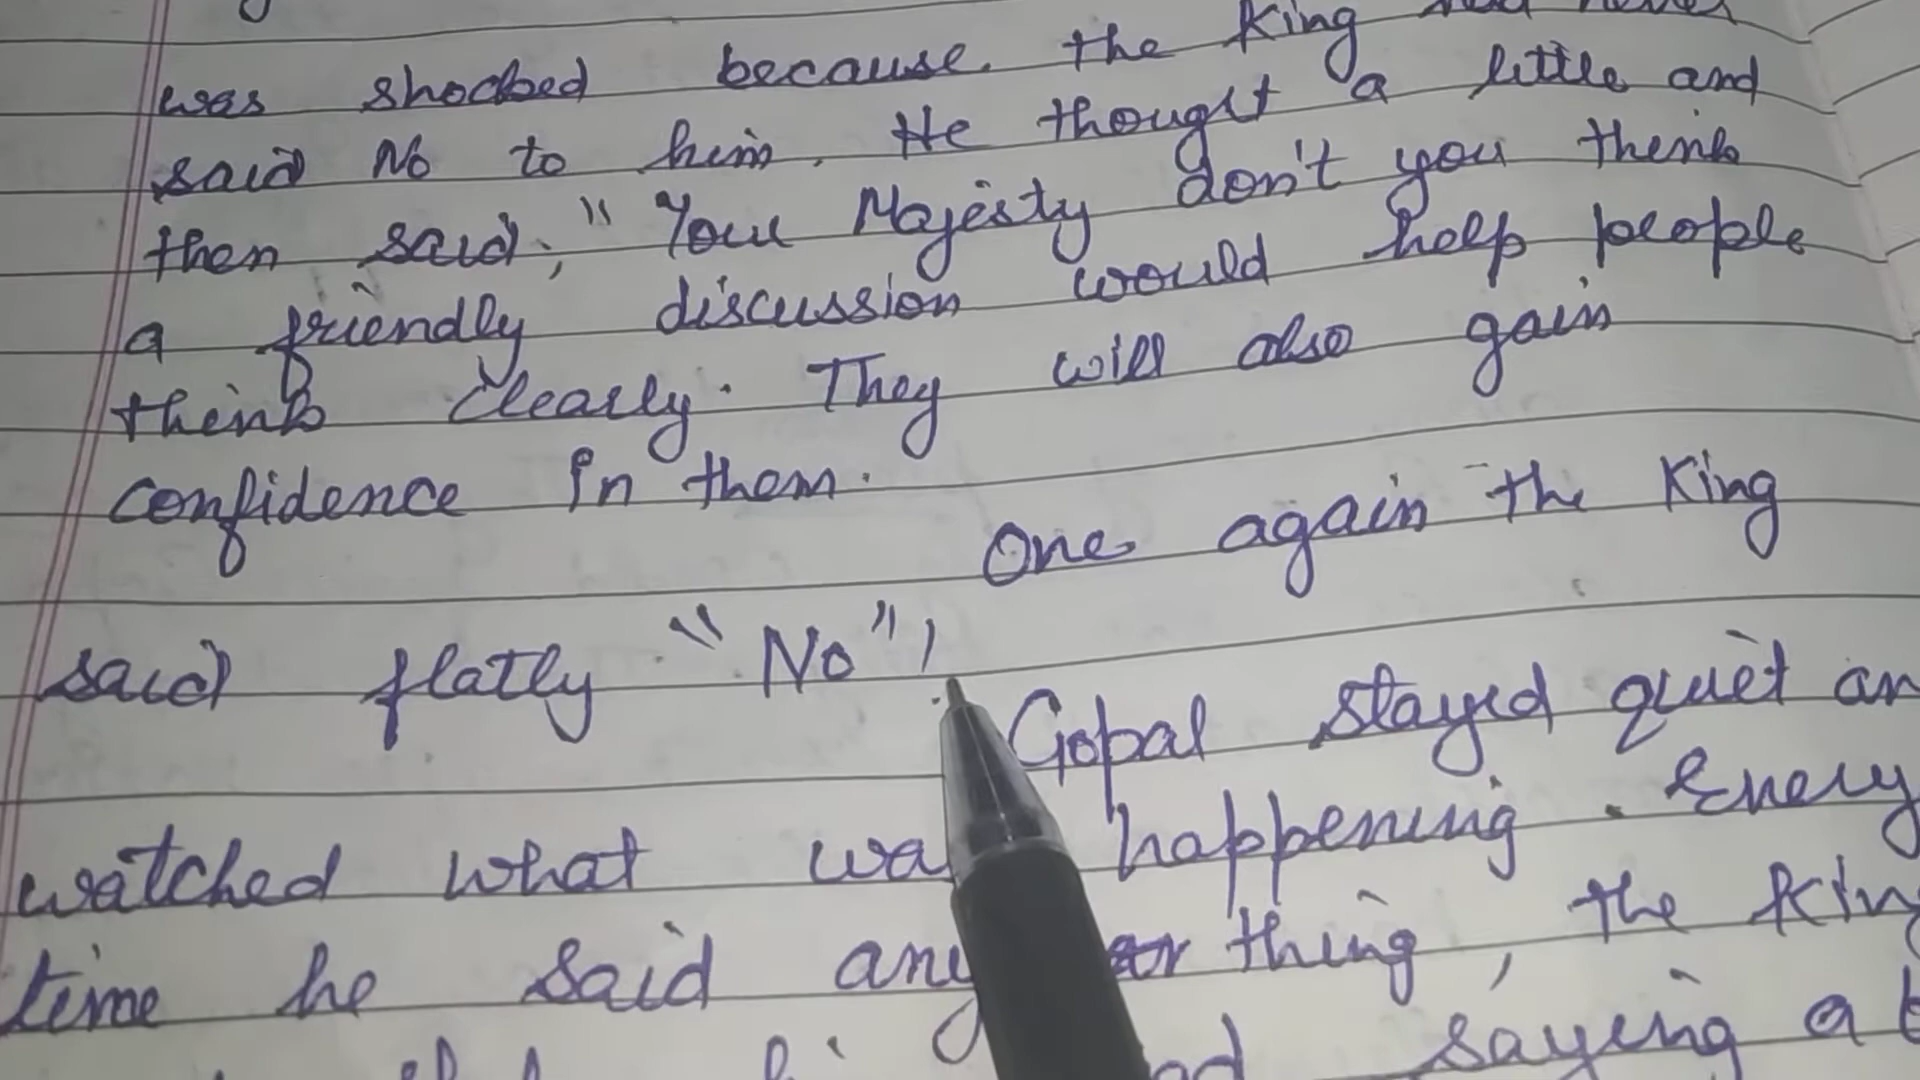 was shocked because the King had never
said No to him. He thought a little and
then said, "Your Majesty don't you think
a friendly discussion would help people
think clearly. They will also gain
confidence in them.
One again the King
said flatly "No"!
Gopal stayed quiet an
watched what wa happening. Every
time he said any thing, the King
saying a